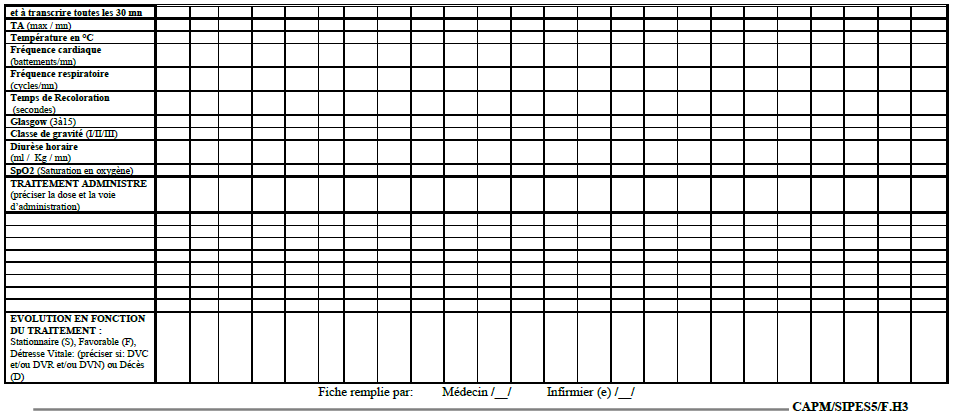 et à transcrire toutes les 30 mn
TA (max / mn)
Température en °C
Fréquence cardiaque
(battements/mn)
Fréquence respiratoire
(cycles/mn)
Temps de Recoloration
(secondes)
Glasgow (3à15)
Classe de gravité (I/II/III)
Diurèse horaire
(ml / Kg / mn)
SpO2 (Saturation en oxygène)
TRAITEMENT ADMINISTRE
(préciser la dose et la voie
d’administration)
EVOLUTION EN FONCTION
DU TRAITEMENT :
Stationnaire (S), Favorable (F),
Détresse Vitale: (préciser si: DVC
et/ou DVR et/ou DVN) ou Décès
(D)
Fiche remplie par: Médecin /__/ Infirmier (e) /__/
CAPM/SIPES5/F.H3